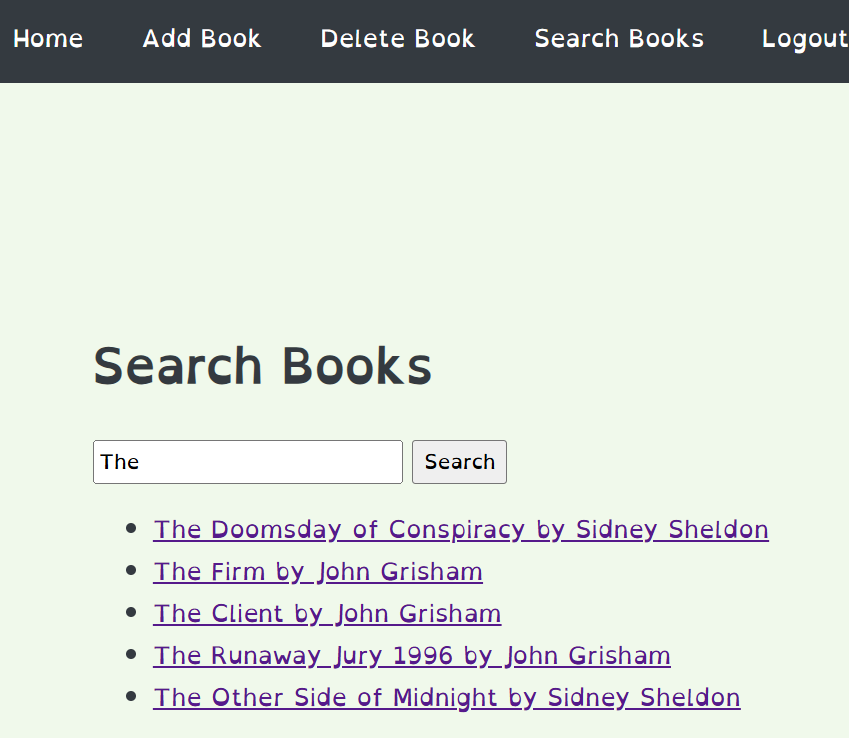 Home Add Book Delete Book Search Books Logout
Search Books
The Search
The Doomsday of Conspiracy by Sidney Sheldon
The Firm by John Grisham
The Client by John Grisham
The Runaway Jury 1996 by John Grisham
The Other Side of Midnight by Sidney Sheldon